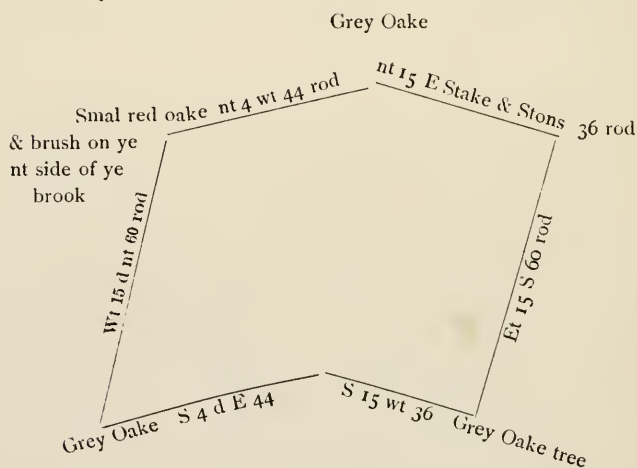 Grey Oake
Smal red oake nt 4 wt 44 rod
& brush on ye
nt side of ye
brook
nt 15 E Stake & Stons 36 rod
Wt 15 d nt 60 rod
Et 15 S 60 rod
Grey Oake S 4 d E 44
S 15 wt 36 Grey Oake tree